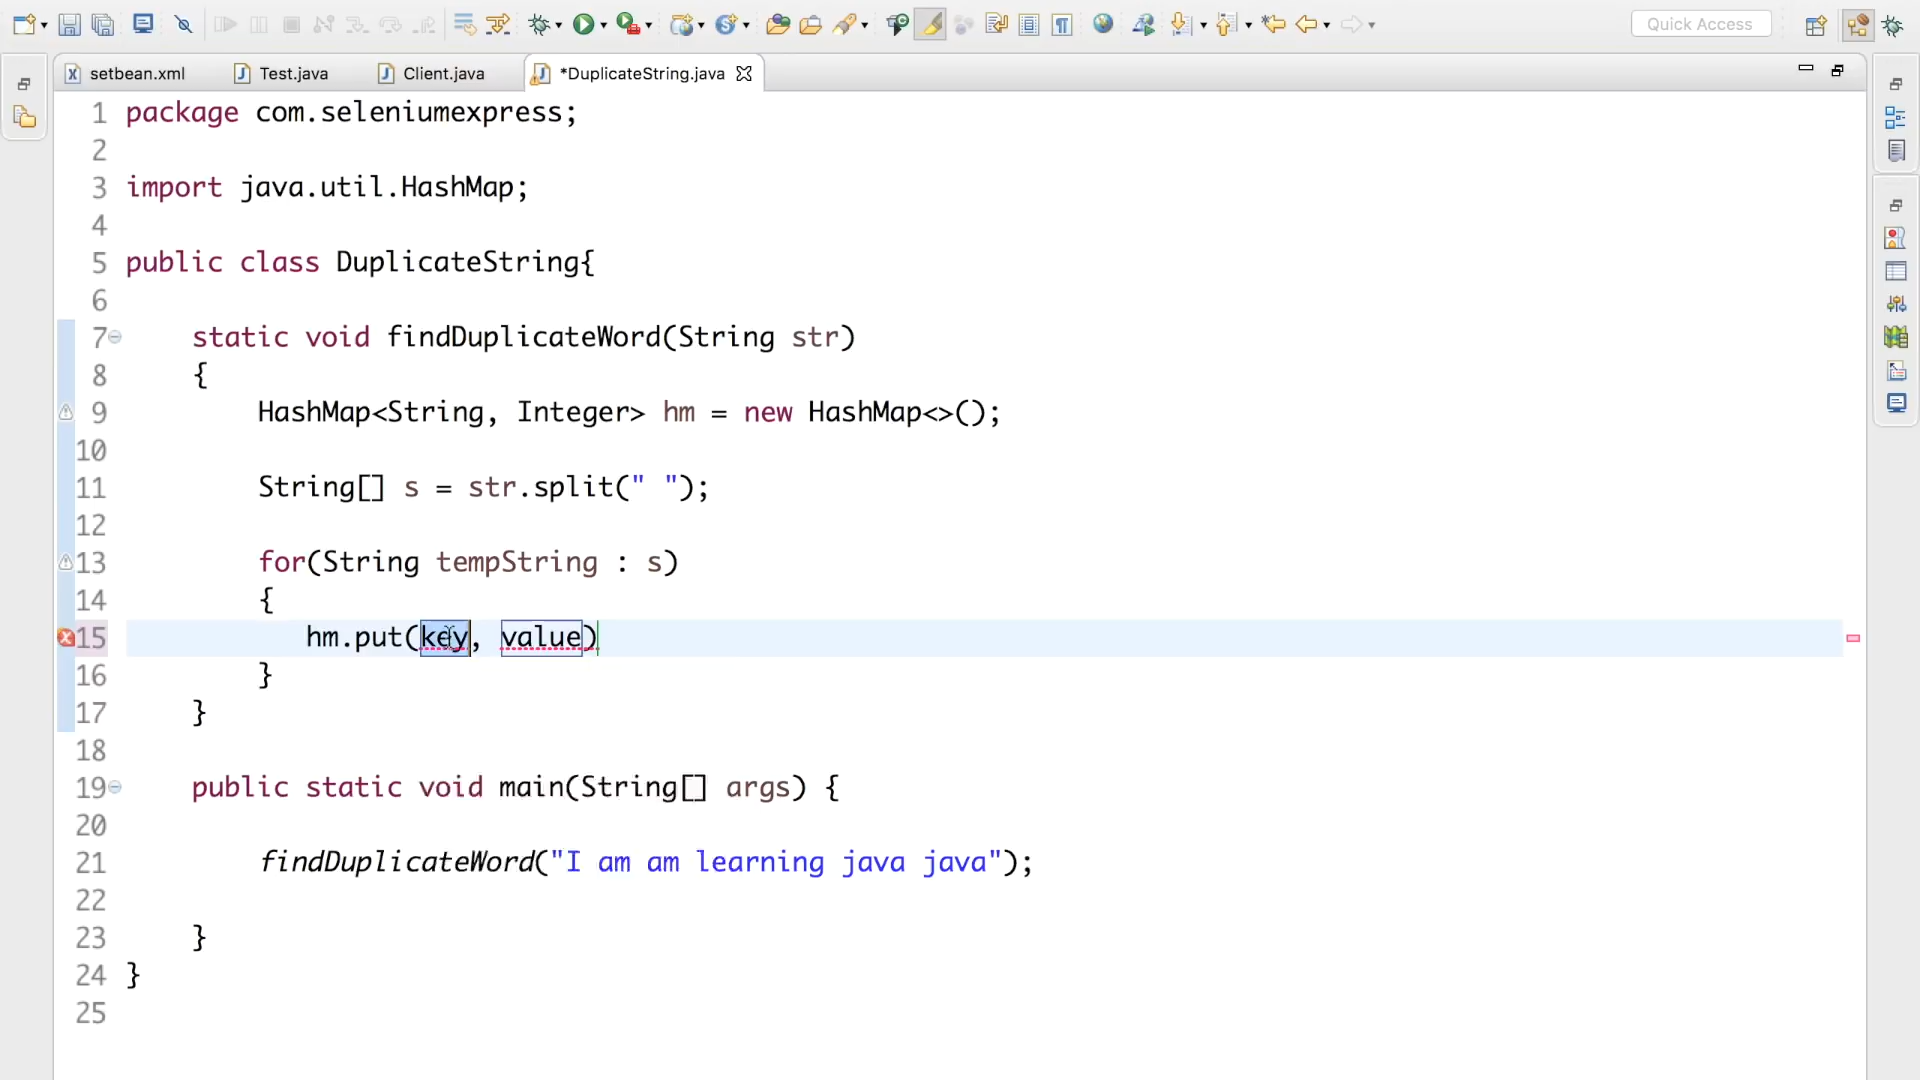 Quick Access
setbean.xml Test.java Client.java *DuplicateString.java
1 package com.seleniumexpress;
2
3 import java.util.HashMap;
4
5 public class DuplicateString{
6
7 static void findDuplicateWord(String str)
8 {
9 HashMap<String, Integer> hm = new HashMap<>();
10
11 String[] s = str.split(" ");
12
13 for(String tempString : s)
14 {
15 hm.put(key, value)
16 }
17 }
18
19 public static void main(String[] args) {
20
21 findDuplicateWord("I am am learning java java");
22
23 }
24 }
25